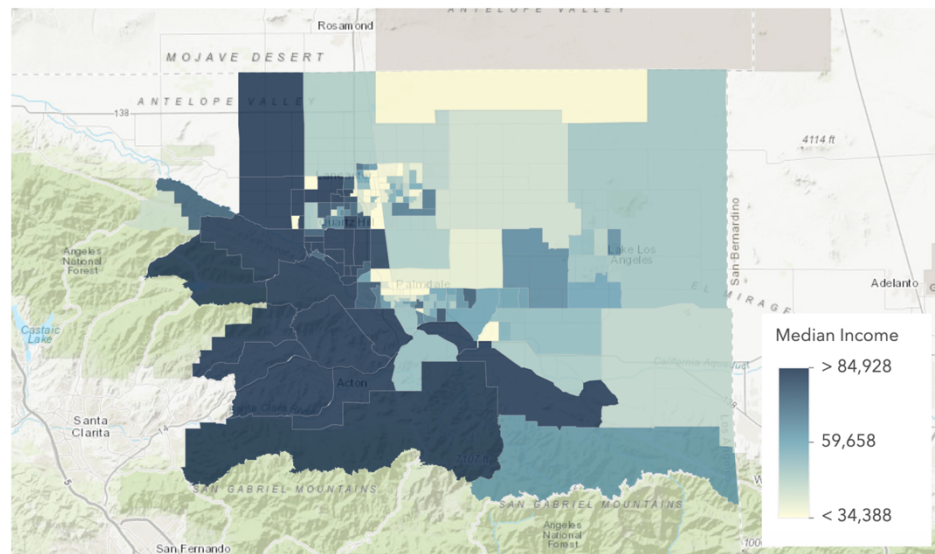 ANTELOPE VALLEY
Rosamond
MOJAVE DESERT
ANTELOPE VALLEY
138
4114 ft
San Bernardino
Angeles
National
Forest
Lake Los
Angeles
Palmdale
EL MIRAGE
Adelanto
Castaic
Lake
Median Income
> 84,928
59,658
< 34,388
Acton
Santa
Clarita
14
5
SAN GABRIEL MOUNTAINS
SAN GABRIEL MOUNTAINS
Angeles
National
Forest
San Fernando